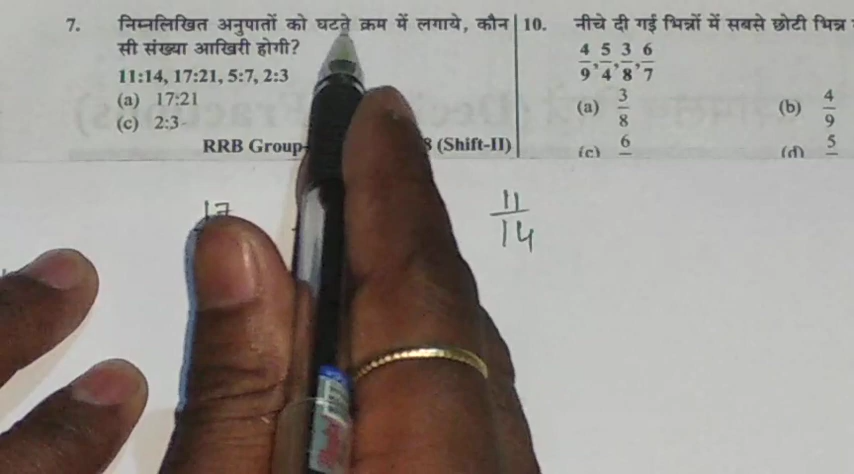 7. निम्नलिखित अनुपातों को घटते क्रम में लगाये, कौन
सी संख्या आखिरी होगी?
11:14, 17:21, 5:7, 2:3
(a) 17:21
(c) 2:3
RRB Group- 8 (Shift-II)
10. नीचे दी गई भिन्नों में सबसे छोटी भिन्न
4/9, 5/4, 3/8, 6/7
(a) 3/8 (b) 4/9
(c) 6 (d) 5
17
11/14